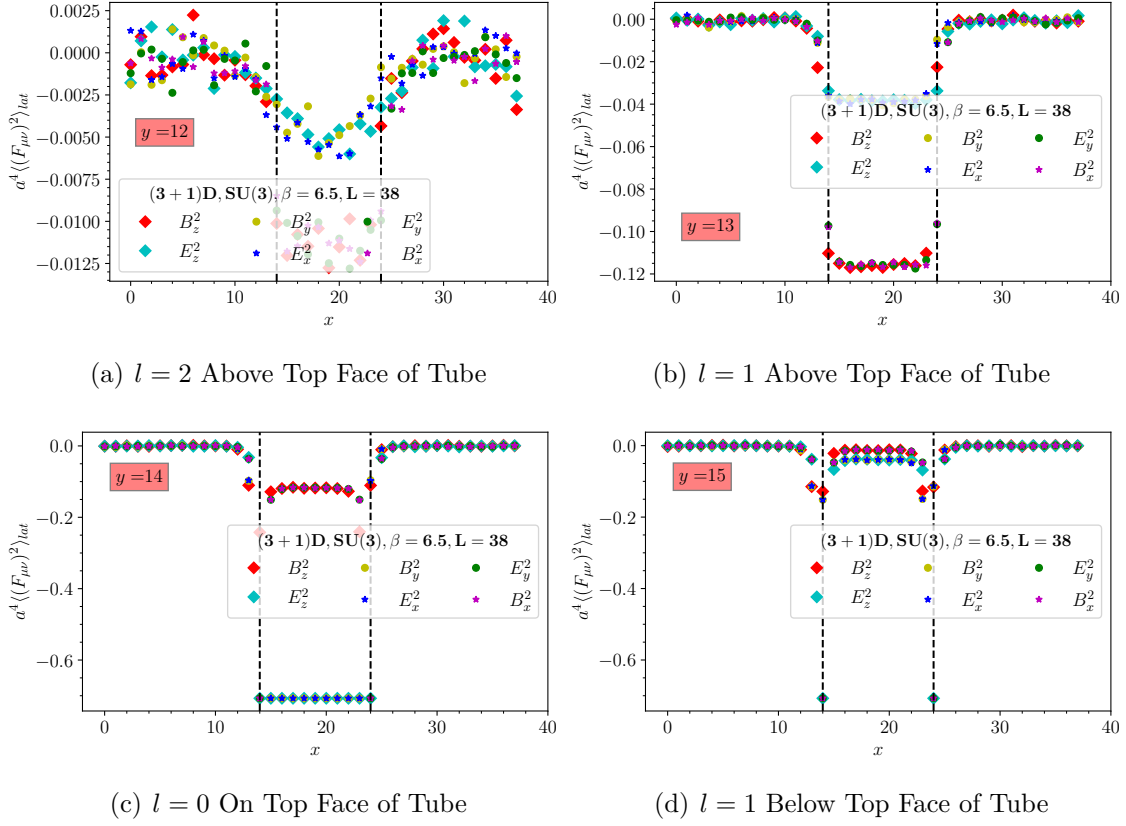 0.0025
0.0000
−0.0025
−0.0050
−0.0075
−0.0100
−0.0125
a⁴⟨(F_μν)²⟩_lat
y =12
(3 + 1)D, SU(3), β = 6.5, L = 38
B_z² B_y² E_y²
E_z² E_x² B_x²
0 10 20 30 40
x
(a) l = 2 Above Top Face of Tube
0.00
−0.02
−0.04
−0.06
−0.08
−0.10
−0.12
a⁴⟨(F_μν)²⟩_lat
(3 + 1)D, SU(3), β = 6.5, L = 38
B_z² B_y² E_y²
E_z² E_x² B_x²
y =13
0 10 20 30 40
x
(b) l = 1 Above Top Face of Tube
0.0
−0.2
−0.4
−0.6
a⁴⟨(F_μν)²⟩_lat
y =14
(3 + 1)D, SU(3), β = 6.5, L = 38
B_z² B_y² E_y²
E_z² E_x² B_x²
0 10 20 30 40
x
(c) l = 0 On Top Face of Tube
0.0
−0.2
−0.4
−0.6
a⁴⟨(F_μν)²⟩_lat
y =15
(3 + 1)D, SU(3), β = 6.5, L = 38
B_z² B_y² E_y²
E_z² E_x² B_x²
0 10 20 30 40
x
(d) l = 1 Below Top Face of Tube